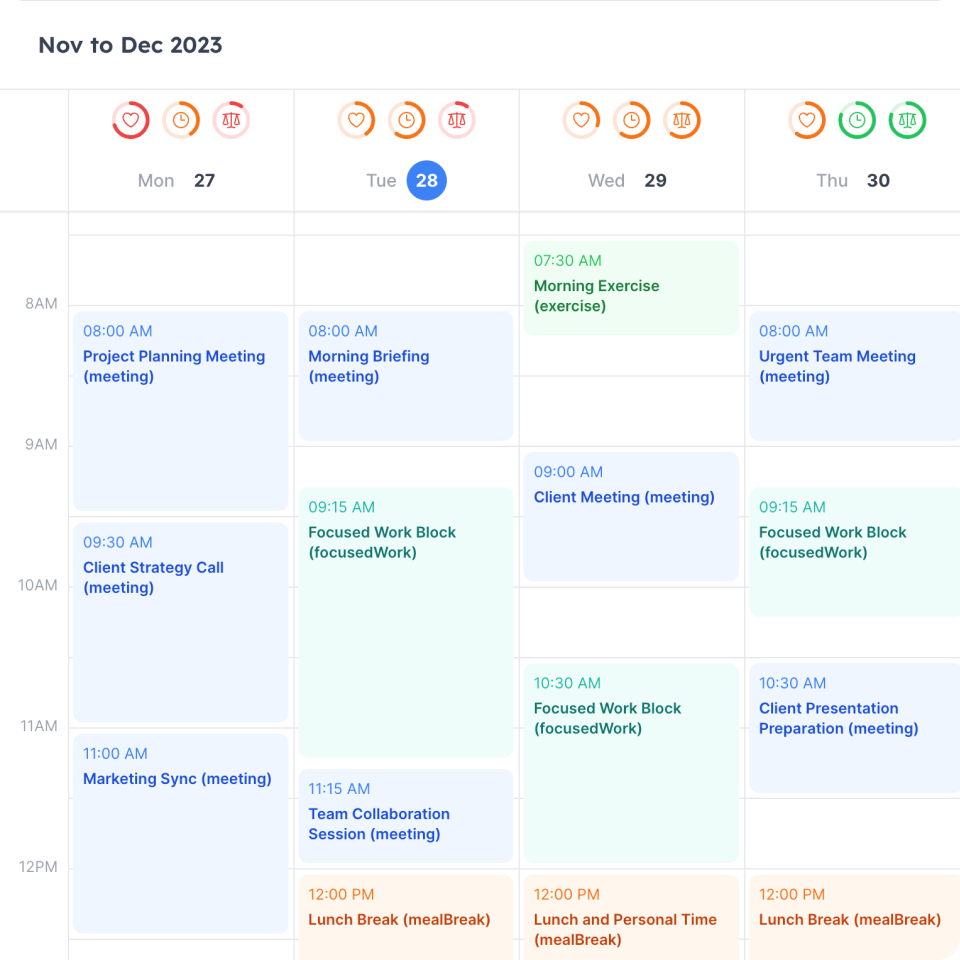 Nov to Dec 2023
Mon 27
Tue 28
Wed 29
Thu 30
8AM
9AM
10AM
11AM
12PM
08:00 AM
Project Planning Meeting
(meeting)
09:30 AM
Client Strategy Call
(meeting)
11:00 AM
Marketing Sync (meeting)
08:00 AM
Morning Briefing
(meeting)
09:15 AM
Focused Work Block
(focusedWork)
11:15 AM
Team Collaboration
Session (meeting)
12:00 PM
Lunch Break (mealBreak)
07:30 AM
Morning Exercise
(exercise)
09:00 AM
Client Meeting (meeting)
10:30 AM
Focused Work Block
(focusedWork)
12:00 PM
Lunch and Personal Time
(mealBreak)
08:00 AM
Urgent Team Meeting
(meeting)
09:15 AM
Focused Work Block
(focusedWork)
10:30 AM
Client Presentation
Preparation (meeting)
12:00 PM
Lunch Break (mealBreak)